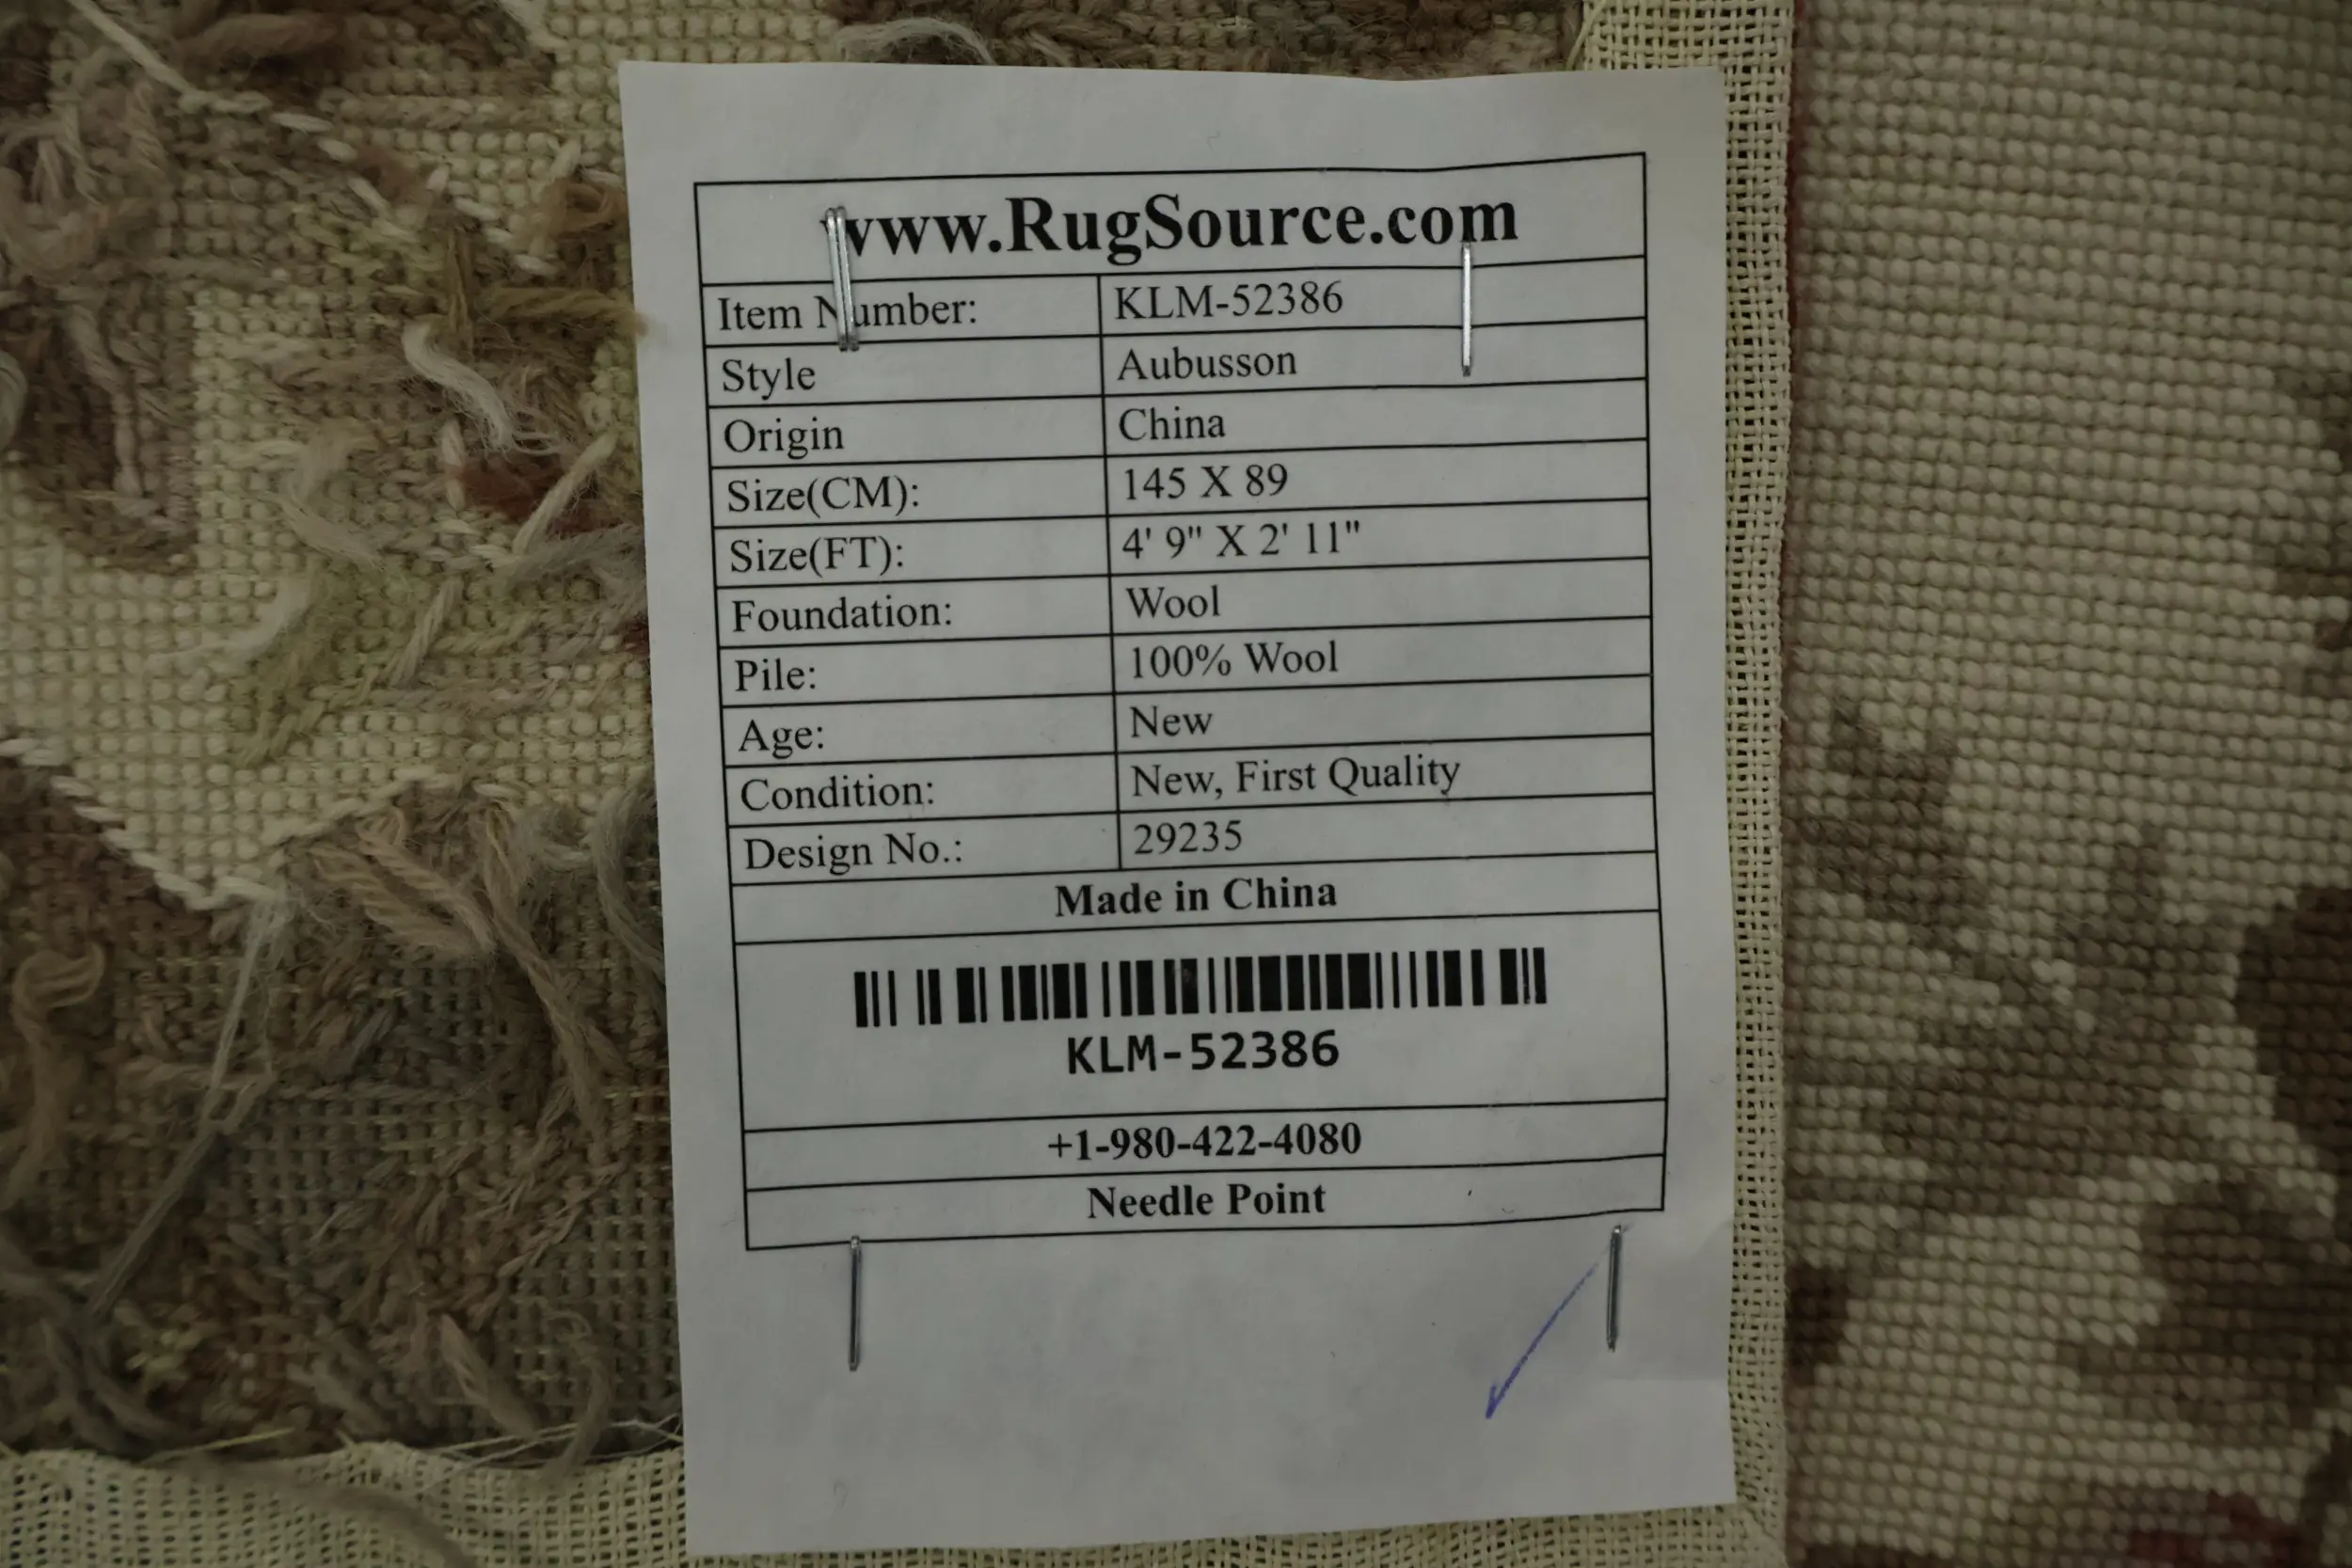 www.RugSource.com
Item Number: KLM-52386
Style Aubusson
Origin China
Size(CM): 145 X 89
Size(FT): 4' 9" X 2' 11"
Foundation: Wool
Pile: 100% Wool
Age: New
Condition: New, First Quality
Design No.: 29235
Made in China
KLM-52386
+1-980-422-4080
Needle Point